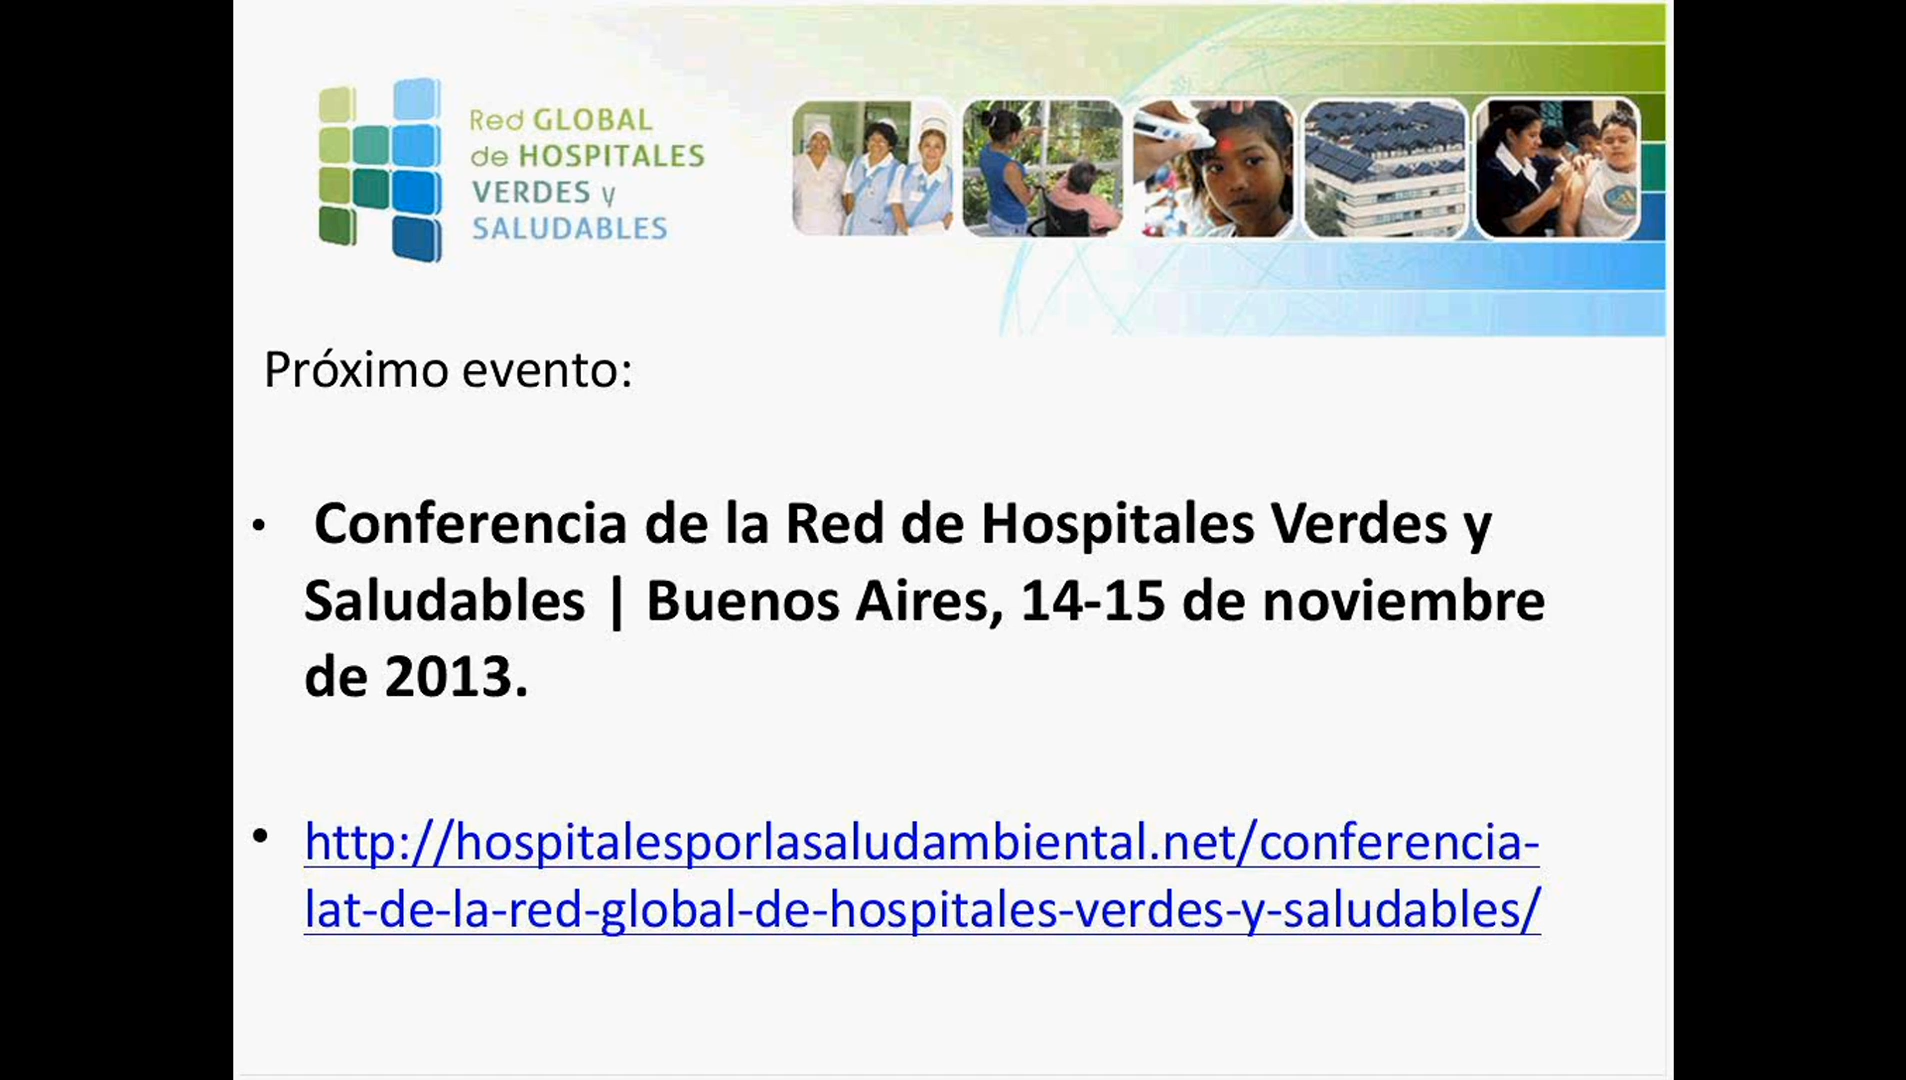 Red GLOBAL
de HOSPITALES
VERDES y
SALUDABLES
Próximo evento:
• Conferencia de la Red de Hospitales Verdes y
Saludables | Buenos Aires, 14-15 de noviembre
de 2013.
• http://hospitalesporlasaludambiental.net/conferencia-
lat-de-la-red-global-de-hospitales-verdes-y-saludables/